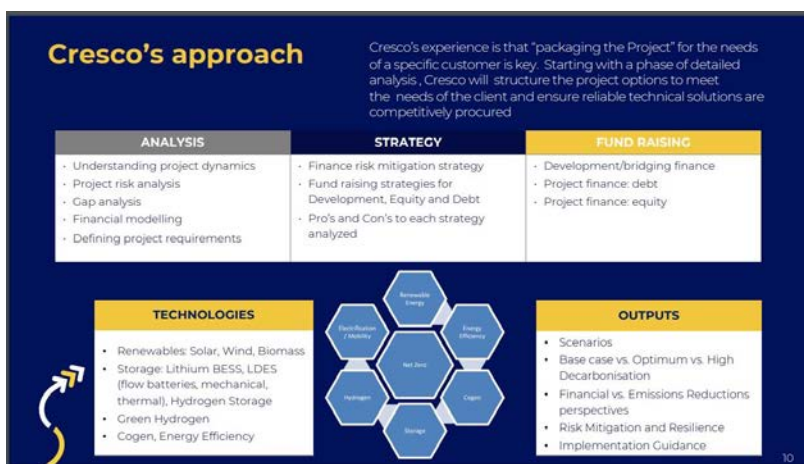 Cresco's approach
Cresco's experience is that "packaging the Project" for the needs
of a specific customer is key. Starting with a phase of detailed
analysis, Cresco will structure the project options to meet
the needs of the client and ensure reliable technical solutions are
competitively procured
ANALYSIS
• Understanding project dynamics
• Project risk analysis
• Gap analysis
• Financial modelling
• Defining project requirements
STRATEGY
• Finance risk mitigation strategy
• Fund raising strategies for
Development, Equity and Debt
• Pro's and Con's to each strategy
analyzed
FUND RAISING
• Development/bridging finance
• Project finance: debt
• Project finance: equity
TECHNOLOGIES
• Renewables: Solar, Wind, Biomass
• Storage: Lithium BESS, LDES
(flow batteries, mechanical,
thermal), Hydrogen Storage
• Green Hydrogen
• Cogen, Energy Efficiency
Renewable
Energy
Electrification
/ Mobility
Energy
Efficiency
Net Zero
Hydrogen
Cogen
Storage
OUTPUTS
• Scenarios
• Base case vs. Optimum vs. High
Decarbonisation
• Financial vs. Emissions Reductions
perspectives
• Risk Mitigation and Resilience
• Implementation Guidance
10